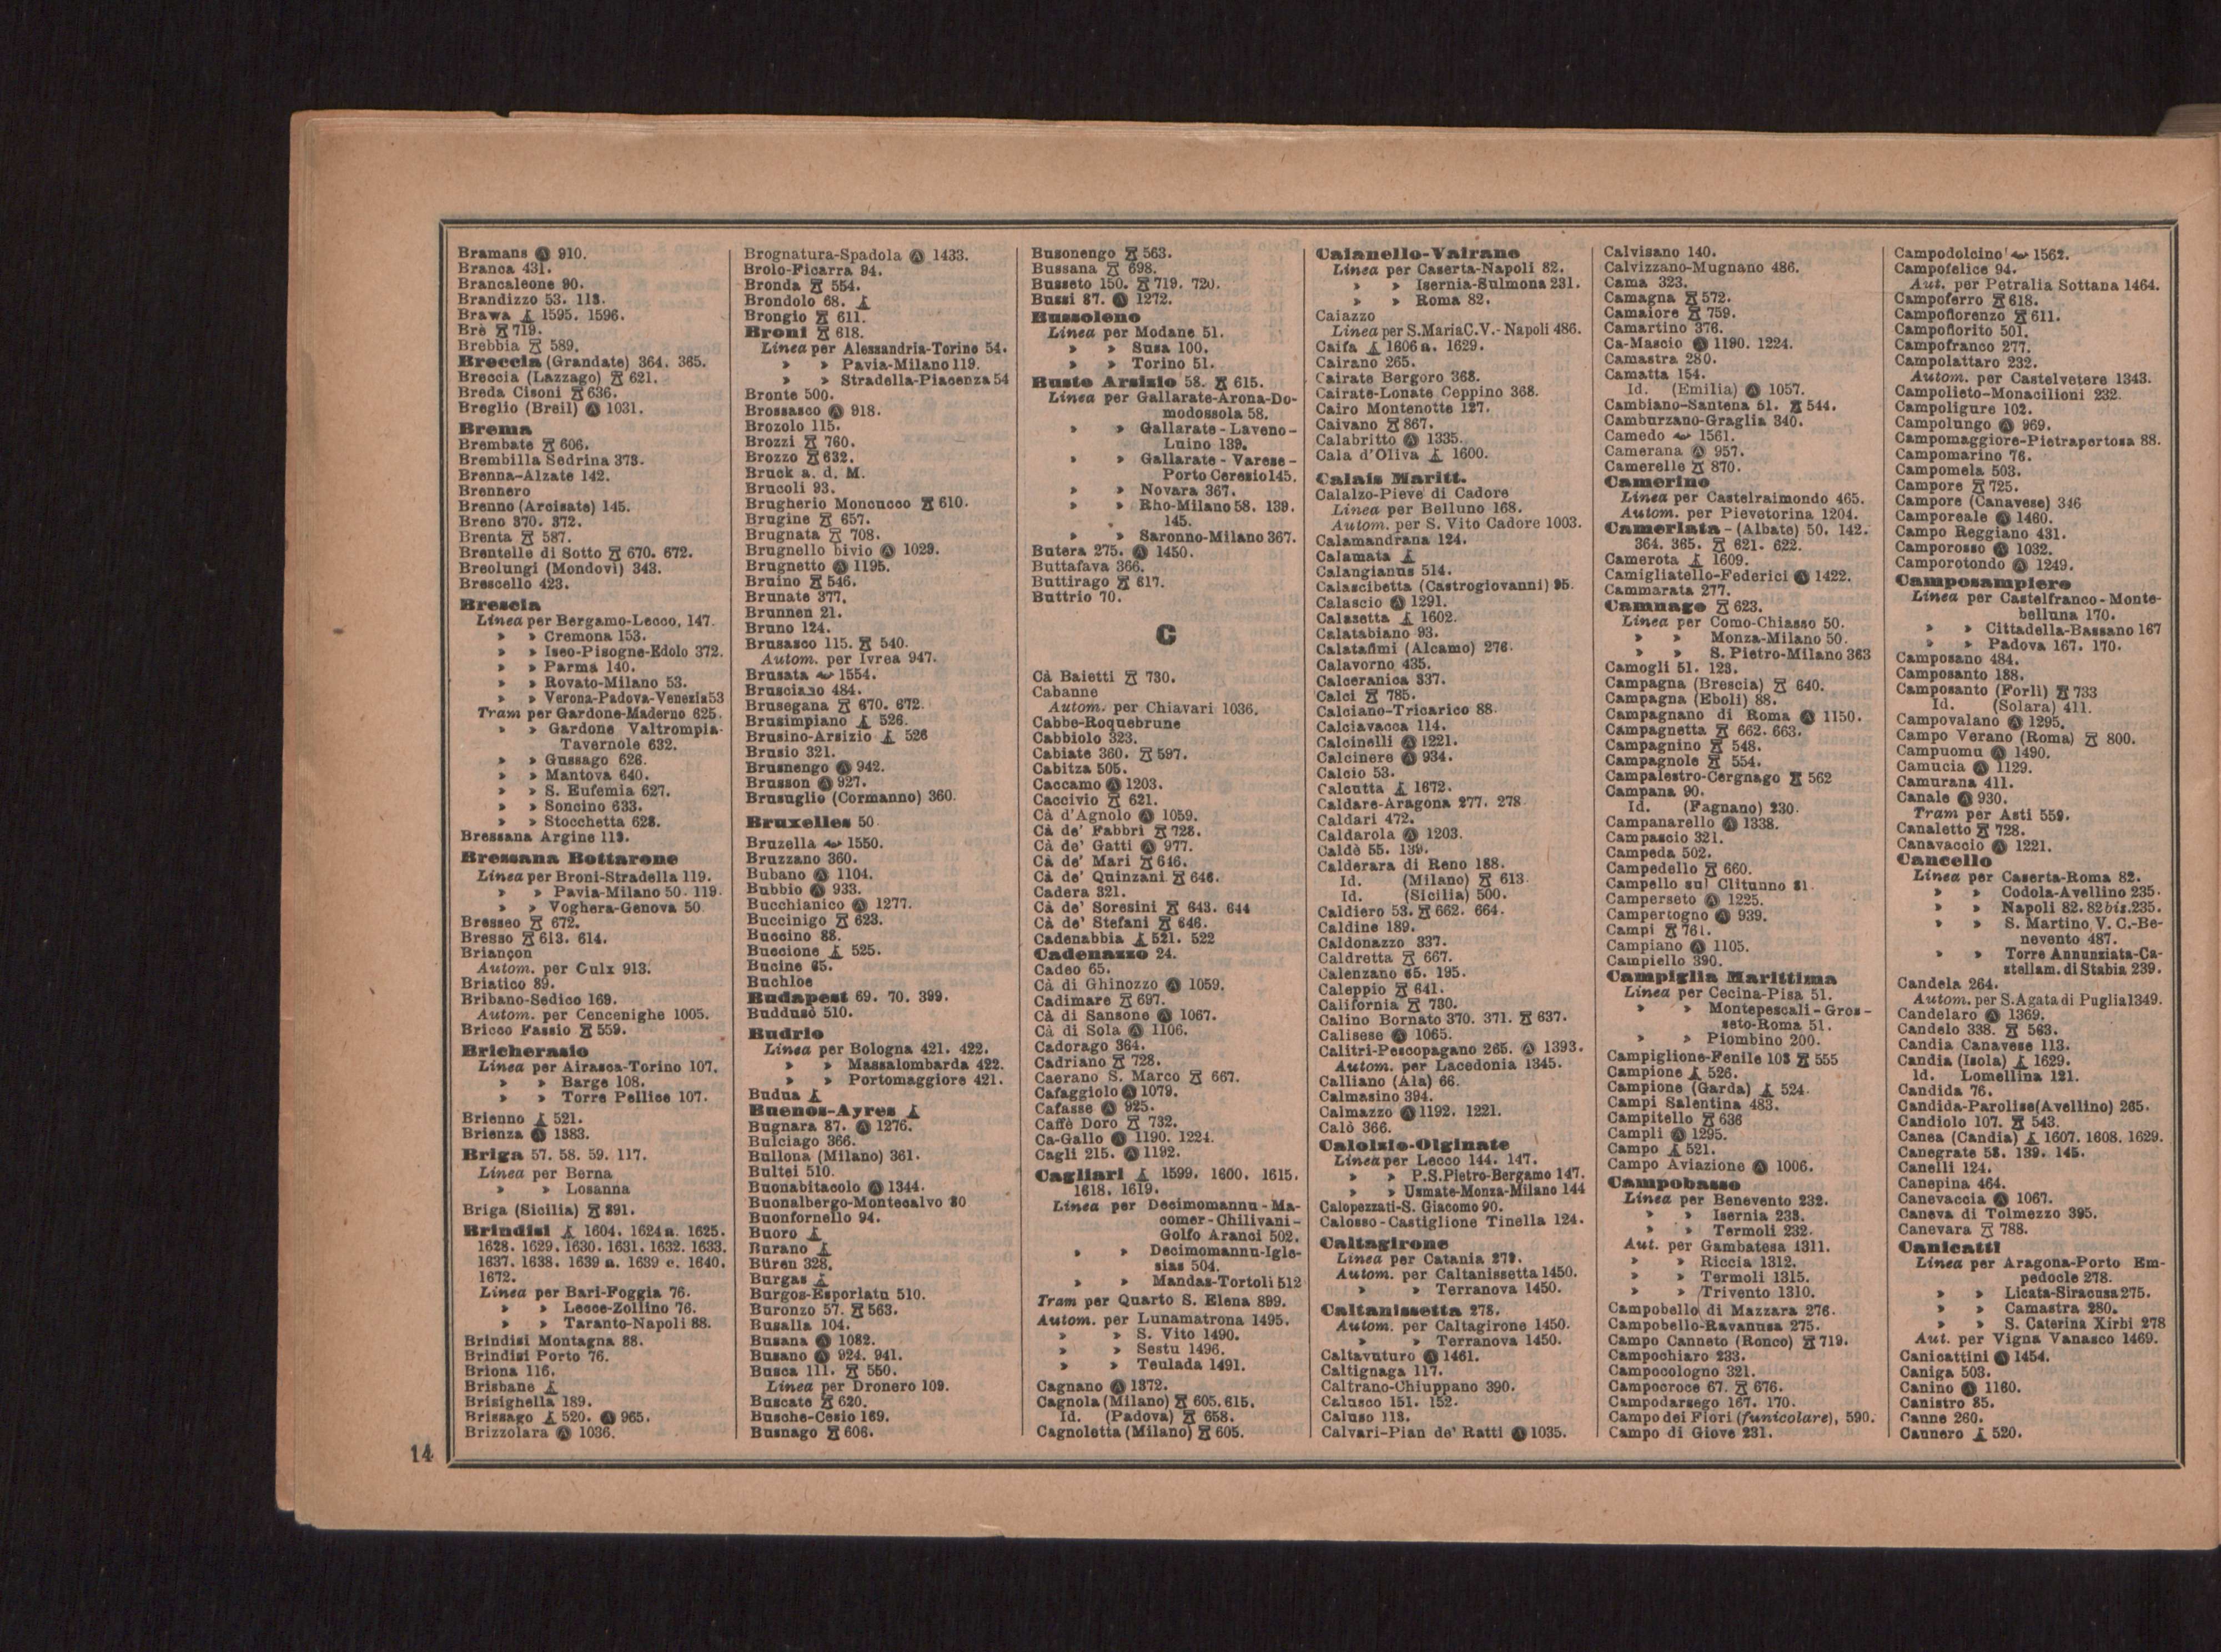 Bramans Ⓐ 910.
Branca 431.
Brancaleone 90.
Brandizzo 53. 113.
Brawa 1595. 1596.
Brè 719.
Brebbia 589.
Breccia (Grandate) 364. 365.
Breccia (Lazzago) 621.
Breda Cisoni 636.
Breglio (Breil) Ⓐ 1031.
Brema
Brembate 606.
Brembilla Sedrina 373.
Brenna-Alzate 142.
Brennero
Brenno (Arcisate) 145.
Breno 370. 372.
Brenta 587.
Brentelle di Sotto 670. 672.
Breolungi (Mondovì) 343.
Brescello 423.
Brescia
Linea per Bergamo-Lecco, 147.
» » Cremona 153.
» » Iseo-Pisogne-Edolo 372.
» » Parma 140.
» » Rovato-Milano 53.
» » Verona-Padova-Venezia 53
Tram per Gardone-Maderno 625.
» » Gardone Valtrompia-
Tavernole 632.
» » Gussago 626.
» » Mantova 640.
» » S. Eufemia 627.
» » Soncino 633.
» » Stocchetta 628.
Bressana Argine 113.
Bressana Bottarone
Linea per Broni-Stradella 119.
» » Pavia-Milano 50. 119.
» » Voghera-Genova 50.
Bresseo 672.
Bresso 613. 614.
Briançon
Autom. per Culx 913.
Briatico 89.
Bribano-Sedico 169.
Autom. per Cencenighe 1005.
Bricco Fassio 559.
Bricherasio
Linea per Airasca-Torino 107.
» » Barge 108.
» » Torre Pellice 107.
Brienno 521.
Brienza Ⓐ 1383.
Briga 57. 58. 59. 117.
Linea per Berna
» » Losanna
Briga (Sicilia) 891.
Brindisi 1604. 1624 a. 1625.
1628. 1629. 1630. 1631. 1632. 1633.
1637. 1638. 1639 a. 1639 c. 1640.
1672.
Linea per Bari-Foggia 76.
» » Lecce-Zollino 76.
» » Taranto-Napoli 88.
Brindisi Montagna 88.
Brindisi Porto 76.
Briona 116.
Brisbane
Brisighella 189.
Brissago 520. Ⓐ 965.
Brizzolara Ⓐ 1036.
Brognatura-Spadola Ⓐ 1433.
Brolo-Ficarra 94.
Bronda 554.
Brondolo 68.
Brongio 611.
Broni 618.
Linea per Alessandria-Torino 54.
» » Pavia-Milano 119.
» » Stradella-Piacenza 54
Bronte 500.
Brossasco Ⓐ 918.
Brozolo 115.
Brozzi 760.
Brozzo 632.
Bruck a. d. M.
Brucoli 93.
Brugherio Moncucco 610.
Brugine 657.
Brugnata 708.
Brugnello bivio Ⓐ 1029.
Brugnetto Ⓐ 1195.
Bruino 546.
Brunate 377.
Brunnen 21.
Bruno 124.
Brusasco 115. 540.
Autom. per Ivrea 947.
Brusata 1554.
Brusciano 484.
Brusegana 670. 672.
Brusimpiano 526.
Brusino-Arsizio 526
Brusio 321.
Brusnengo Ⓐ 942.
Brusson Ⓐ 927.
Brusuglio (Cormanno) 360.
Bruxelles 50
Bruzella 1550.
Bruzzano 360.
Bubano Ⓐ 1104.
Bubbio Ⓐ 933.
Bucchianico Ⓐ 1277.
Buccinigo 623.
Buccino 88.
Buccione 525.
Bucine 65.
Buchloe
Budapest 69. 70. 399.
Buddusò 510.
Budrio
Linea per Bologna 421. 422.
» » Massalombarda 422.
» » Portomaggiore 421.
Budua
Buenos-Ayres
Bugnara 87. Ⓐ 1276.
Bulciago 366.
Bullona (Milano) 361.
Bultei 510.
Buonabitacolo Ⓐ 1344.
Buonalbergo-Montecalvo 80
Buonfornello 94.
Buoro
Burano
Büren 328.
Burgas
Burgos-Esporlatu 510.
Buronzo 57. 563.
Busalla 104.
Busana Ⓐ 1082.
Busano Ⓐ 924. 941.
Busca 111. 550.
Linea per Dronero 109.
Buscate 620.
Busche-Cesio 169.
Busnago 606.
Busonengo 563.
Bussana 698.
Busseto 150. 719. 720.
Bussi 87. Ⓐ 1272.
Bussoleno
Linea per Modane 51.
» » Susa 100.
» » Torino 51.
Busto Arsizio 58. 615.
Linea per Gallarate-Arona-Do-
modossola 58.
» » Gallarate-Laveno-
Luino 139.
» » Gallarate-Varese-
Porto Ceresio 145.
» » Novara 367.
» » Rho-Milano 58. 139.
145.
» » Saronno-Milano 367.
Butera 275. Ⓐ 1450.
Buttafava 366.
Buttirago 617.
Buttrio 70.
C
Cà Baietti 730.
Cabanne
Autom. per Chiavari 1036.
Cabbe-Roquebrune
Cabbiolo 323.
Cabiate 360. 597.
Cabitza 505.
Caccamo Ⓐ 1203.
Caccivio 621.
Cà d'Agnolo Ⓐ 1059.
Cà de' Fabbri 728.
Cà de' Gatti Ⓐ 977.
Cà de' Mari 646.
Cà de' Quinzani 646.
Cadera 321.
Cà de' Soresini 643. 644
Cà de' Stefani 646.
Cadenabbia 521. 522
Cadenazzo 24.
Cadeo 65.
Cà di Ghinozzo Ⓐ 1059.
Cadimare 697.
Cà di Sansone Ⓐ 1067.
Cà di Sola Ⓐ 1106.
Cadorago 364.
Cadriano 728.
Caerano S. Marco 667.
Cafaggiolo Ⓐ 1079.
Cafasse Ⓐ 925.
Caffè Doro 732.
Ca-Gallo Ⓐ 1190. 1224.
Cagli 215. Ⓐ 1192.
Cagliari 1599. 1600. 1615.
1618. 1619.
Linea per Decimomannu-Ma-
comer-Chilivani-
Golfo Aranci 502.
» » Decimomannu-Igle-
sias 504.
» » Mandas-Tortolì 512
Tram per Quarto S. Elena 899.
Autom. per Lunamatrona 1495.
» » S. Vito 1490.
» » Sestu 1496.
» » Teulada 1491.
Cagnano Ⓐ 1372.
Cagnola (Milano) 605. 615.
Id. (Padova) 658.
Cagnoletta (Milano) 605.
Caianello-Vairano
Linea per Caserta-Napoli 82.
» » Isernia-Sulmona 231.
» » Roma 82.
Caiazzo
Linea per S. Maria C.V.-Napoli 486.
Caifa 1606 a. 1629.
Cairano 265.
Cairate Bergoro 368.
Cairate-Lonate Ceppino 368.
Cairo Montenotte 127.
Caivano 867.
Calabritto Ⓐ 1335.
Cala d'Oliva 1600.
Calais Maritt.
Calalzo-Pieve di Cadore
Linea per Belluno 168.
Autom. per S. Vito Cadore 1003.
Calamandrana 124.
Calamata
Calangianus 514.
Calascibetta (Castrogiovanni) 95.
Calascio Ⓐ 1291.
Calasetta 1602.
Calatabiano 93.
Calatafimi (Alcamo) 276.
Calavorno 435.
Calceranica 337.
Calci 785.
Calciano-Tricarico 88
Calciavacca 114.
Calcinelli Ⓐ 1221.
Calcinere Ⓐ 934.
Calcio 53.
Calcutta 1672.
Caldare-Aragona 277. 278
Caldari 472.
Caldarola Ⓐ 1203.
Caldè 55. 139.
Calderara di Reno 188.
Id. (Milano) 613.
Id. (Sicilia) 500.
Caldiero 53. 662. 664.
Caldine 189.
Caldonazzo 337.
Caldretta 667.
Calenzano 65. 195.
Caleppio 641.
California 730.
Calino Bornato 370. 371. 637.
Calisese Ⓐ 1065.
Calitri-Pescopagano 265. Ⓐ 1393.
Autom. per Lacedonia 1345.
Calliano (Ala) 66.
Calmasino 394.
Calmazzo Ⓐ 1192. 1221.
Calò 366.
Calolzio-Olginate
Linea per Lecco 144. 147.
» » P.S.Pietro-Bergamo 147.
» » Usmate-Monza-Milano 144
Calopezzati-S. Giacomo 90.
Calosso-Castiglione Tinella 124.
Caltagirone
Linea per Catania 279.
Autom. per Caltanissetta 1450.
» » Terranova 1450.
Caltanissetta 278.
Autom. per Caltagirone 1450.
» » Terranova 1450.
Caltavuturo Ⓐ 1461.
Caltignaga 117.
Caltrano-Chiuppano 390.
Calusco 151. 152.
Caluso 113.
Calvari-Pian de' Ratti Ⓐ 1035.
Calvisano 140.
Calvizzano-Mugnano 486.
Cama 323.
Camagna 572.
Camaiore 759.
Camartino 376.
Ca-Mascio Ⓐ 1190. 1224.
Camastra 280.
Camatta 154.
Id. (Emilia) Ⓐ 1057.
Cambiano-Santena 51. 544.
Camburzano-Graglia 340.
Camedo 1561.
Camerana Ⓐ 957.
Camerelle 870.
Camerino
Linea per Castelraimondo 465.
Autom. per Pievetorina 1204.
Camerlata - (Albate) 50. 142.
364. 365. 621. 622.
Camerota 1609.
Camigliatello-Federici Ⓐ 1422.
Cammarata 277.
Camnago 623.
Linea per Como-Chiasso 50.
» » Monza-Milano 50.
» » S. Pietro-Milano 363
Camogli 51. 123.
Campagna (Brescia) 640.
Campagna (Eboli) 88.
Campagnano di Roma Ⓐ 1150.
Campagnetta 662. 663.
Campagnino 548.
Campagnole 554.
Campalestro-Cergnago 562
Campana 90.
Id. (Fagnano) 230.
Campanarello Ⓐ 1338.
Campascio 321.
Campeda 502.
Campedello 660.
Campello sul Clitunno 81.
Camperseto Ⓐ 1225.
Campertogno Ⓐ 939.
Campi 761.
Campiano Ⓐ 1105.
Campiello 390.
Campiglia Marittima
Linea per Cecina-Pisa 51.
» » Montepescali-Gros-
seto-Roma 51.
» » Piombino 200.
Campiglione-Fenile 108 555
Campione 526.
Campione (Garda) 524.
Campi Salentina 483.
Campitello 636
Campli Ⓐ 1295.
Campo 521.
Campo Aviazione Ⓐ 1006.
Campobasso
Linea per Benevento 232.
» » Isernia 233.
» » Termoli 232.
Aut. per Gambatesa 1311.
» » Riccia 1312.
» » Termoli 1315.
» » Trivento 1310.
Campobello di Mazzara 276.
Campobello-Ravanusa 275.
Campo Canneto (Ronco) 719.
Campochiaro 233.
Campocologno 321.
Campocroce 67. 676.
Campodarsego 167. 170.
Campo dei Fiori (funicolare), 590.
Campo di Giove 231.
Campodolcino 1562.
Campofelice 94.
Aut. per Petralia Sottana 1464.
Campoferro 618.
Campoflorenzo 611.
Campoflorito 501.
Campofranco 277.
Campolattaro 232.
Autom. per Castelvetere 1343.
Campolieto-Monacilioni 232.
Campoligure 102.
Campolungo Ⓐ 969.
Campomaggiore-Pietrapertosa 88.
Campomarino 76.
Campomela 503.
Campore 725.
Campore (Canavese) 346
Camporeale Ⓐ 1460.
Campo Reggiano 431.
Camporosso Ⓐ 1032.
Camporotondo Ⓐ 1249.
Camposampiero
Linea per Castelfranco-Monte-
belluna 170.
» » Cittadella-Bassano 167
» » Padova 167. 170.
Camposano 484.
Camposanto 188.
Camposanto (Forlì) 733
Id. (Solara) 411.
Campovalano Ⓐ 1295.
Campo Verano (Roma) 800.
Campuomu Ⓐ 1490.
Camucia Ⓐ 1129.
Camurana 411.
Canale Ⓐ 930.
Tram per Asti 559.
Canaletto 728.
Canavaccio Ⓐ 1221.
Cancello
Linea per Caserta-Roma 82.
» » Codola-Avellino 235.
» » Napoli 82. 82 bis. 235.
» » S. Martino V. C.-Be-
nevento 487.
» » Torre Annunziata-Ca-
stellam. di Stabia 239.
Candela 264.
Autom. per S. Agata di Puglia 1349.
Candelaro Ⓐ 1369.
Candelo 338. 563.
Candia Canavese 113.
Candia (Isola) 1629.
Id. Lomellina 121.
Candida 76.
Candida-Parolise (Avellino) 265.
Candiolo 107. 543.
Canea (Candia) 1607. 1608. 1629.
Canegrate 58. 139. 145.
Canelli 124.
Canepina 464.
Canevaccia Ⓐ 1067.
Caneva di Tolmezzo 395.
Canevara 788.
Canicattì
Linea per Aragona-Porto Em-
pedocle 278.
» » Licata-Siracusa 275.
» » Camastra 280.
» » S. Caterina Xirbi 278
Aut. per Vigna Vanasco 1469.
Canicattini Ⓐ 1454.
Caniga 503.
Canino Ⓐ 1160.
Canistro 85.
Canne 260.
Cannero 520.
14